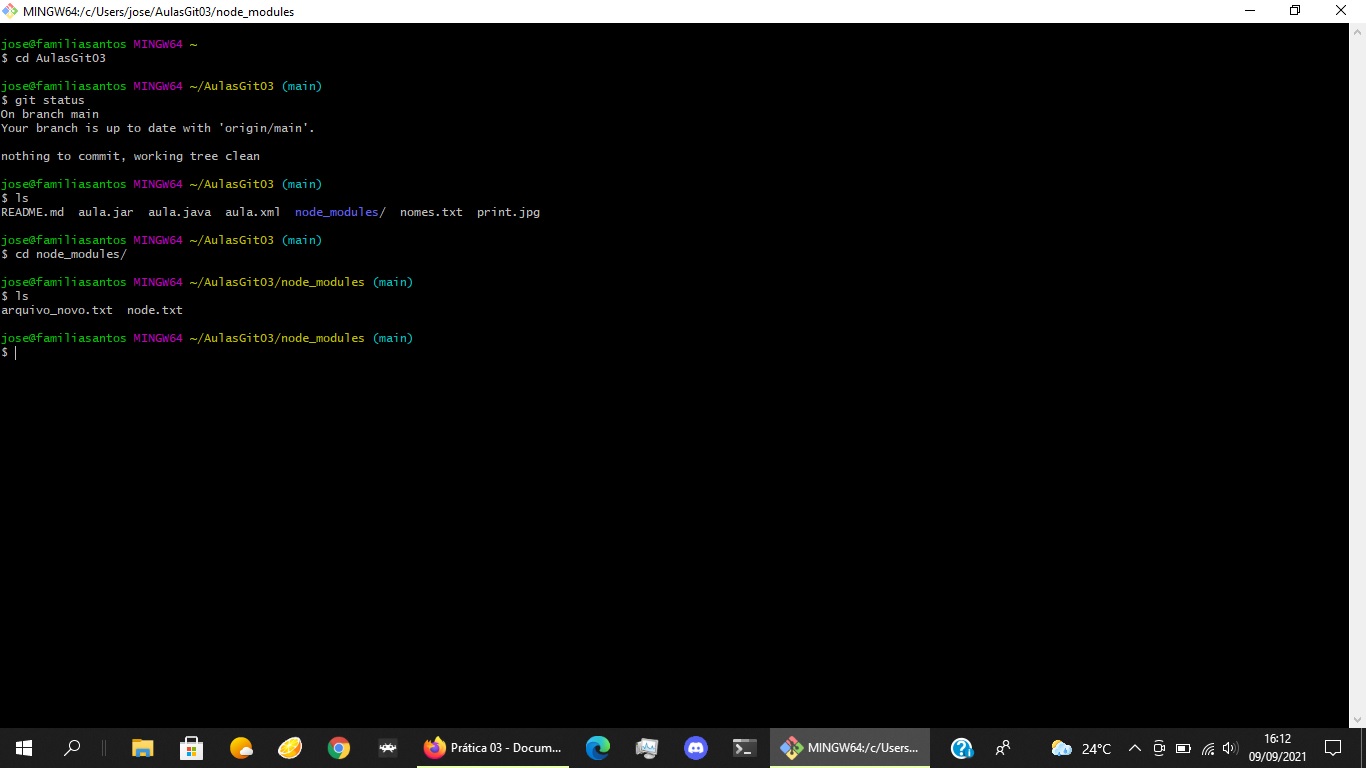 MINGW64:/c/Users/jose/AulasGit03/node_modules
jose@familiasantos MINGW64 ~
$ cd AulasGit03
jose@familiasantos MINGW64 ~/AulasGit03 (main)
$ git status
On branch main
Your branch is up to date with 'origin/main'.
nothing to commit, working tree clean
jose@familiasantos MINGW64 ~/AulasGit03 (main)
$ ls
README.md aula.jar aula.java aula.xml node_modules/ nomes.txt print.jpg
jose@familiasantos MINGW64 ~/AulasGit03 (main)
$ cd node_modules/
jose@familiasantos MINGW64 ~/AulasGit03/node_modules (main)
$ ls
arquivo_novo.txt node.txt
jose@familiasantos MINGW64 ~/AulasGit03/node_modules (main)
$
Prática 03 - Docum... MINGW64:/c/Users... 24°C 16:12
09/09/2021